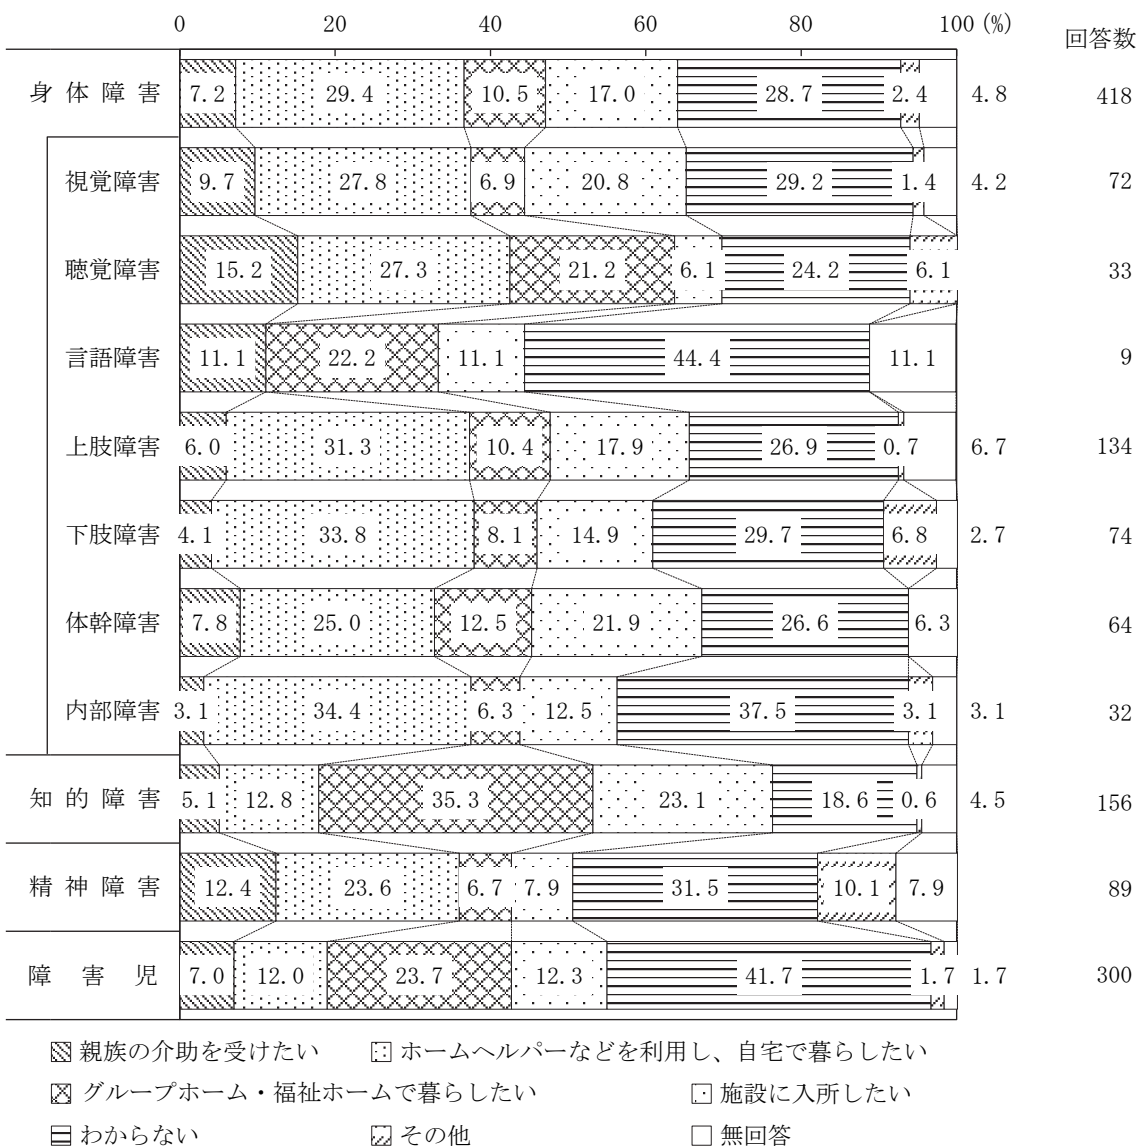 0 20 40 60 80 100 (%)
回答数
身体障害 7.2 29.4 10.5 17.0 28.7 2.4 4.8 418
視覚障害 9.7 27.8 6.9 20.8 29.2 1.4 4.2 72
聴覚障害 15.2 27.3 21.2 6.1 24.2 6.1 33
言語障害 11.1 22.2 11.1 44.4 11.1 9
上肢障害 6.0 31.3 10.4 17.9 26.9 0.7 6.7 134
下肢障害 4.1 33.8 8.1 14.9 29.7 6.8 2.7 74
体幹障害 7.8 25.0 12.5 21.9 26.6 6.3 64
内部障害 3.1 34.4 6.3 12.5 37.5 3.1 3.1 32
知的障害 5.1 12.8 35.3 23.1 18.6 0.6 4.5 156
精神障害 12.4 23.6 6.7 7.9 31.5 10.1 7.9 89
障害児 7.0 12.0 23.7 12.3 41.7 1.7 1.7 300
親族の介助を受けたい ホームヘルパーなどを利用し、自宅で暮らしたい
グループホーム・福祉ホームで暮らしたい 施設に入所したい
わからない その他 無回答